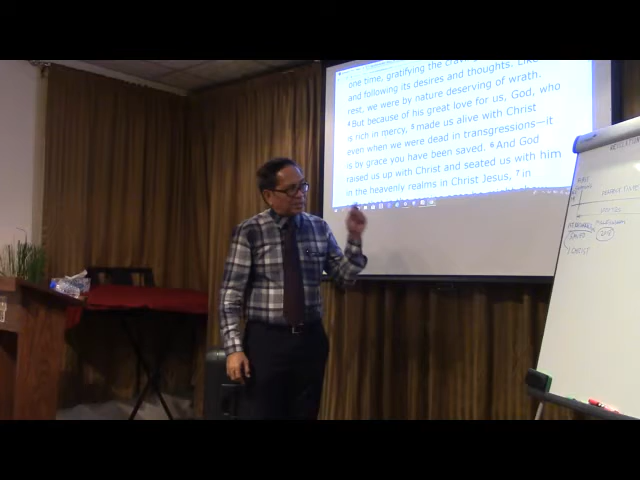 one time, gratifying the
and following its desires and thoughts. Like
rest, we were by nature deserving of wrath.
4 But because of his great love for us, God, who
is rich in mercy, 5 made us alive with Christ
even when we were dead in transgressions—it
is by grace you have been saved. 6 And God
raised us up with Christ and seated us with him
in the heavenly realms in Christ Jesus, 7 in
REVELATION
CHRIST